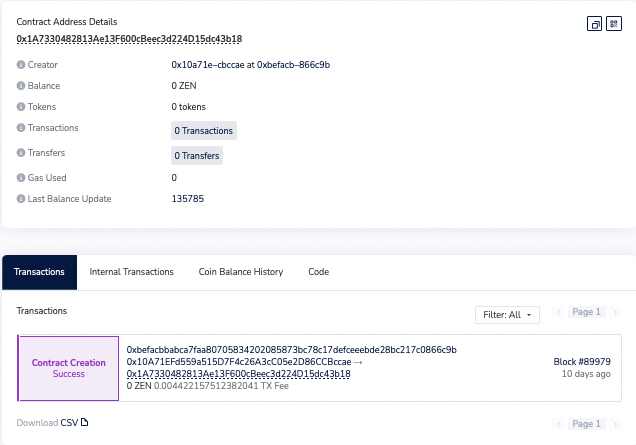 Contract Address Details
0x1A7330482813Ae13F600cBeec3d224D15dc43b18
Creator 0x10a71e–cbccae at 0xbefacb–866c9b
Balance 0 ZEN
Tokens 0 tokens
Transactions 0 Transactions
Transfers 0 Transfers
Gas Used 0
Last Balance Update 135785
Transactions Internal Transactions Coin Balance History Code
Transactions Filter: All Page 1
Contract Creation
Success
0xbefacbbabca7faa80705834202085873bc78c17defceeebde28bc217c0866c9b
0x10A71EFd559a515D7F4c26A3cC05e2D86CCBccae → 
0x1A7330482813Ae13F600cBeec3d224D15dc43b18
0 ZEN 0.004422157512382041 TX Fee
Block #89979
10 days ago
Download CSV Page 1